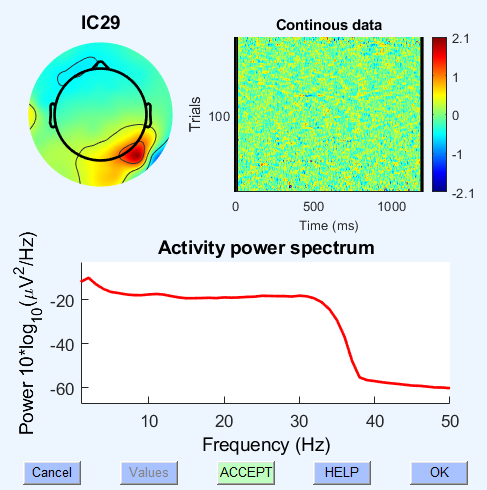 IC29
Continous data
Trials
100
2.1
1
0
-1
-2.1
0 500 1000
Time (ms)
Activity power spectrum
Power 10*log10(μV2/Hz)
-20
-40
-60
10 20 30 40 50
Frequency (Hz)
Cancel Values ACCEPT HELP OK